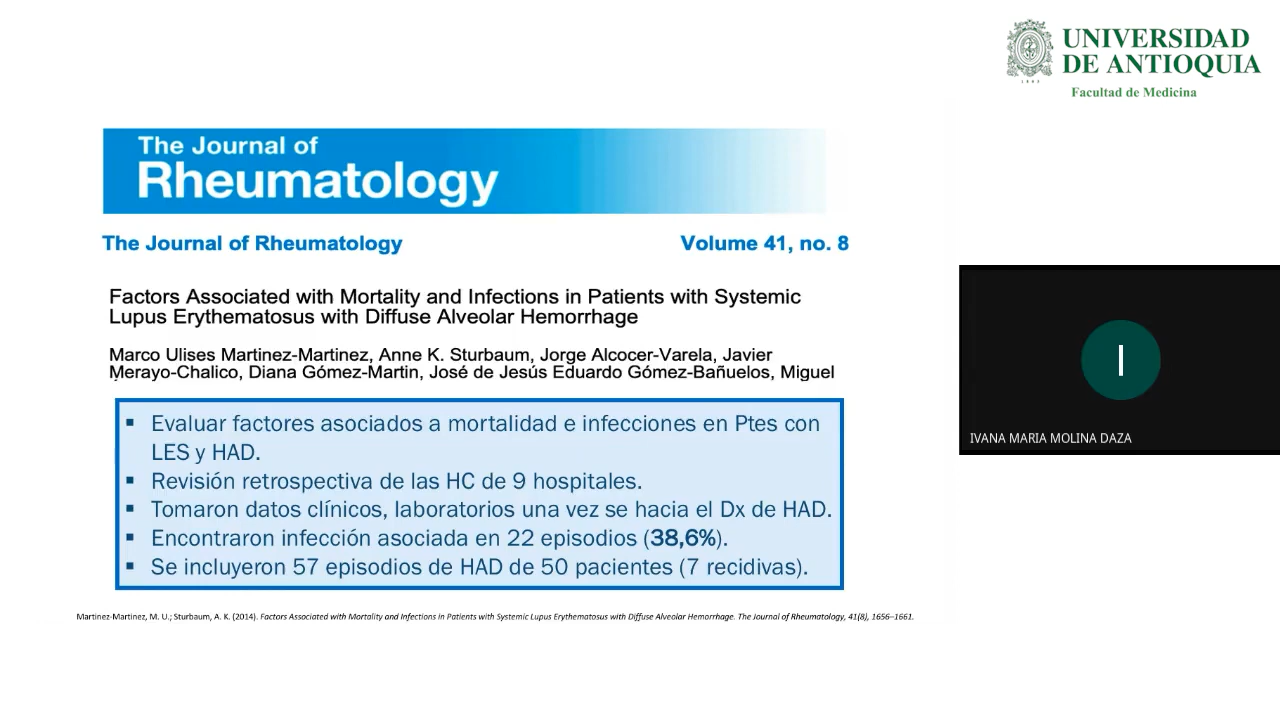 UNIVERSIDAD
DE ANTIOQUIA
1803
Facultad de Medicina
The Journal of
Rheumatology
The Journal of Rheumatology
Volume 41, no. 8
Factors Associated with Mortality and Infections in Patients with Systemic
Lupus Erythematosus with Diffuse Alveolar Hemorrhage
Marco Ulises Martinez-Martinez, Anne K. Sturbaum, Jorge Alcocer-Varela, Javier
Merayo-Chalico, Diana Gómez-Martin, José de Jesús Eduardo Gómez-Bañuelos, Miguel
▪ Evaluar factores asociados a mortalidad e infecciones en Ptes con
LES y HAD.
▪ Revisión retrospectiva de las HC de 9 hospitales.
▪ Tomaron datos clínicos, laboratorios una vez se hacia el Dx de HAD.
▪ Encontraron infección asociada en 22 episodios (38,6%).
▪ Se incluyeron 57 episodios de HAD de 50 pacientes (7 recidivas).
Martinez-Martinez, M. U.; Sturbaum, A. K. (2014). Factors Associated with Mortality and Infections in Patients with Systemic Lupus Erythematosus with Diffuse Alveolar Hemorrhage. The Journal of Rheumatology, 41(8), 1656–1661.
I
IVANA MARIA MOLINA DAZA